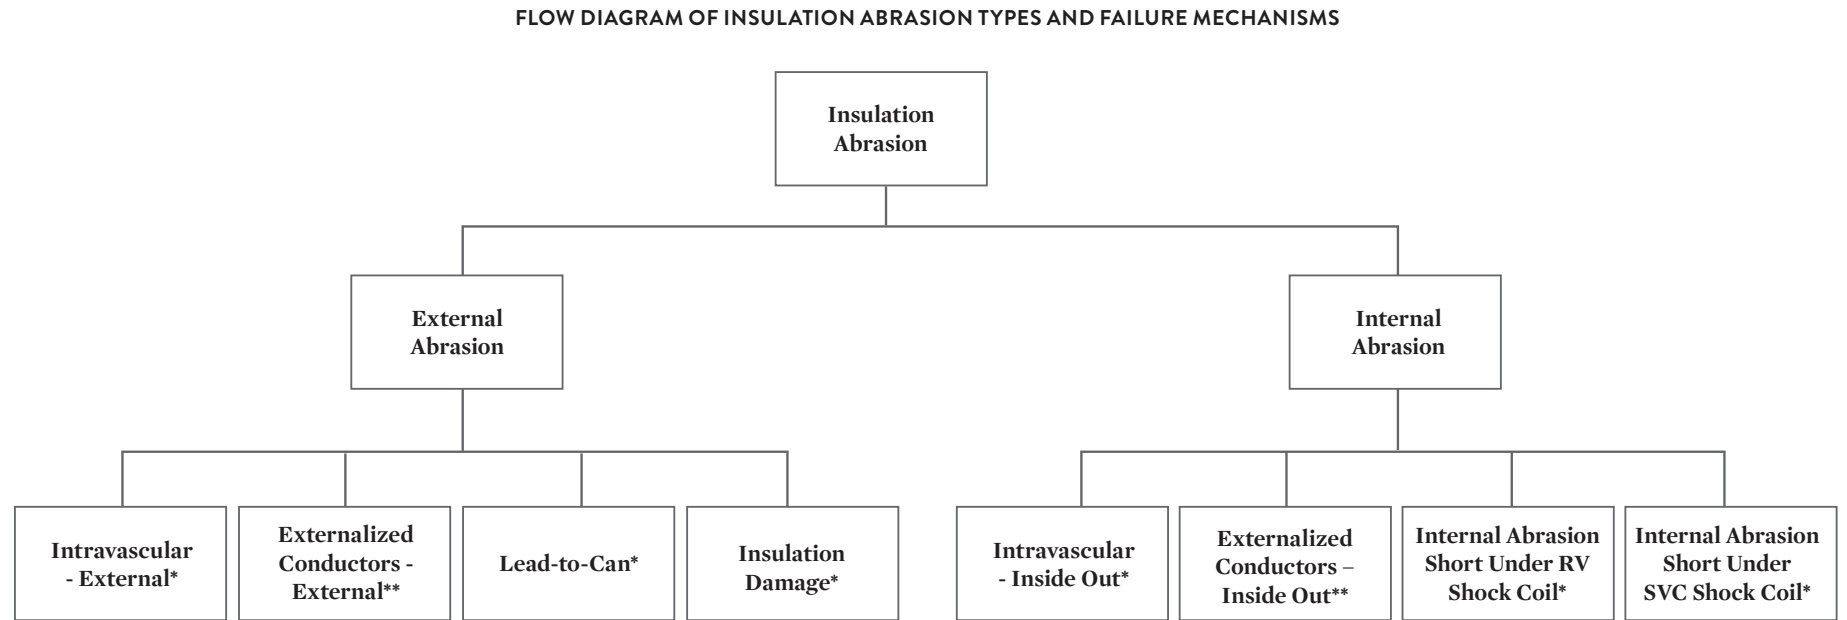 FLOW DIAGRAM OF INSULATION ABRASION TYPES AND FAILURE MECHANISMS
Insulation
Abrasion
External
Abrasion
Internal
Abrasion
Intravascular
- External*
Externalized
Conductors -
External**
Lead-to-Can*
Insulation
Damage*
Intravascular
- Inside Out*
Externalized
Conductors –
Inside Out**
Internal Abrasion
Short Under RV
Shock Coil*
Internal Abrasion
Short Under
SVC Shock Coil*